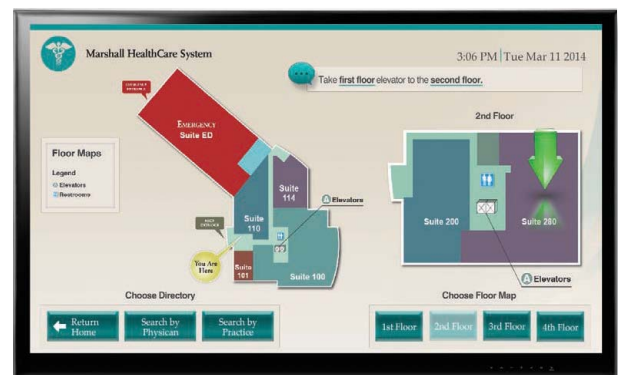 Marshall HealthCare System
3:06 PM Tue Mar 11 2014
Take first floor elevator to the second floor.
2nd Floor
EMERGENCY
Suite ED
Floor Maps
Legend
Elevators
Restrooms
Suite
114
A Elevators
Suite
110
You Are
Here
Suite
101
Suite 100
Suite 200
Suite 280
A Elevators
Choose Directory
Choose Floor Map
Return
Home
Search by
Physican
Search by
Practice
1st Floor
2nd Floor
3rd Floor
4th Floor